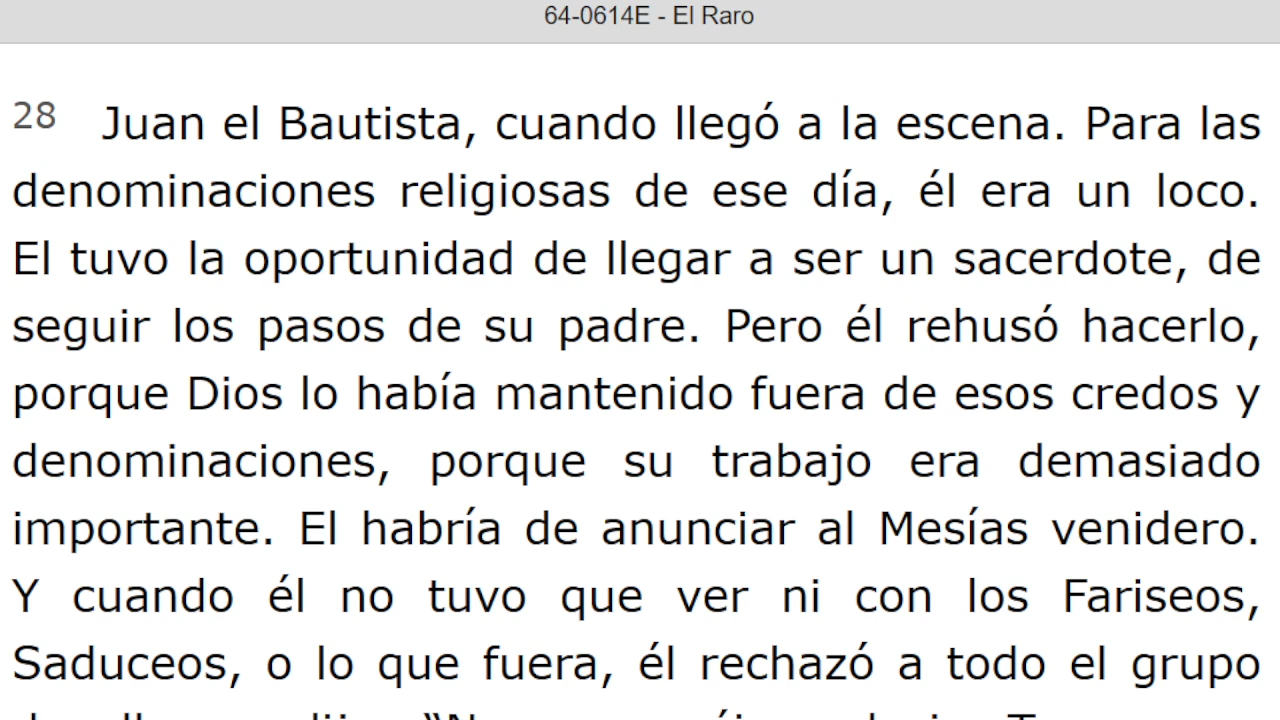 64-0614E - El Raro
28 Juan el Bautista, cuando llegó a la escena. Para las
denominaciones religiosas de ese día, él era un loco.
El tuvo la oportunidad de llegar a ser un sacerdote, de
seguir los pasos de su padre. Pero él rehusó hacerlo,
porque Dios lo había mantenido fuera de esos credos y
denominaciones, porque su trabajo era demasiado
importante. El habría de anunciar al Mesías venidero.
Y cuando él no tuvo que ver ni con los Fariseos,
Saduceos, o lo que fuera, él rechazó a todo el grupo